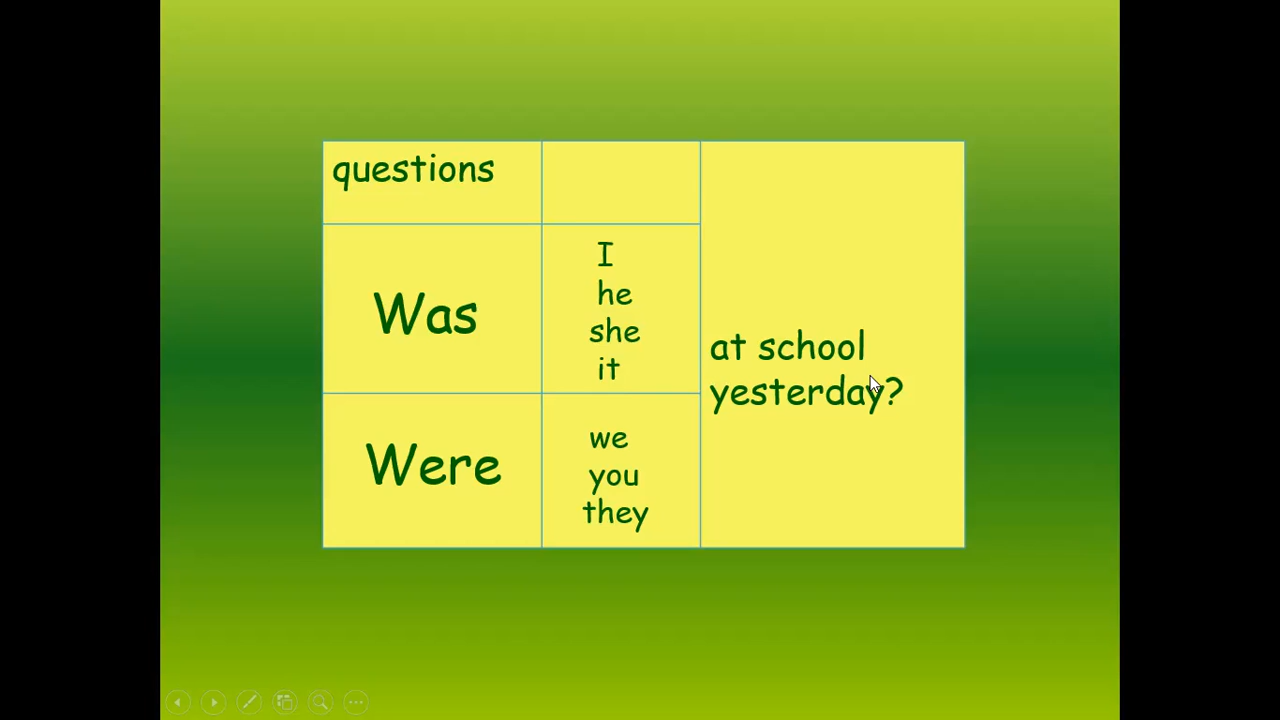 questions
Was
I
he
she
it
Were
we
you
they
at school
yesterday?